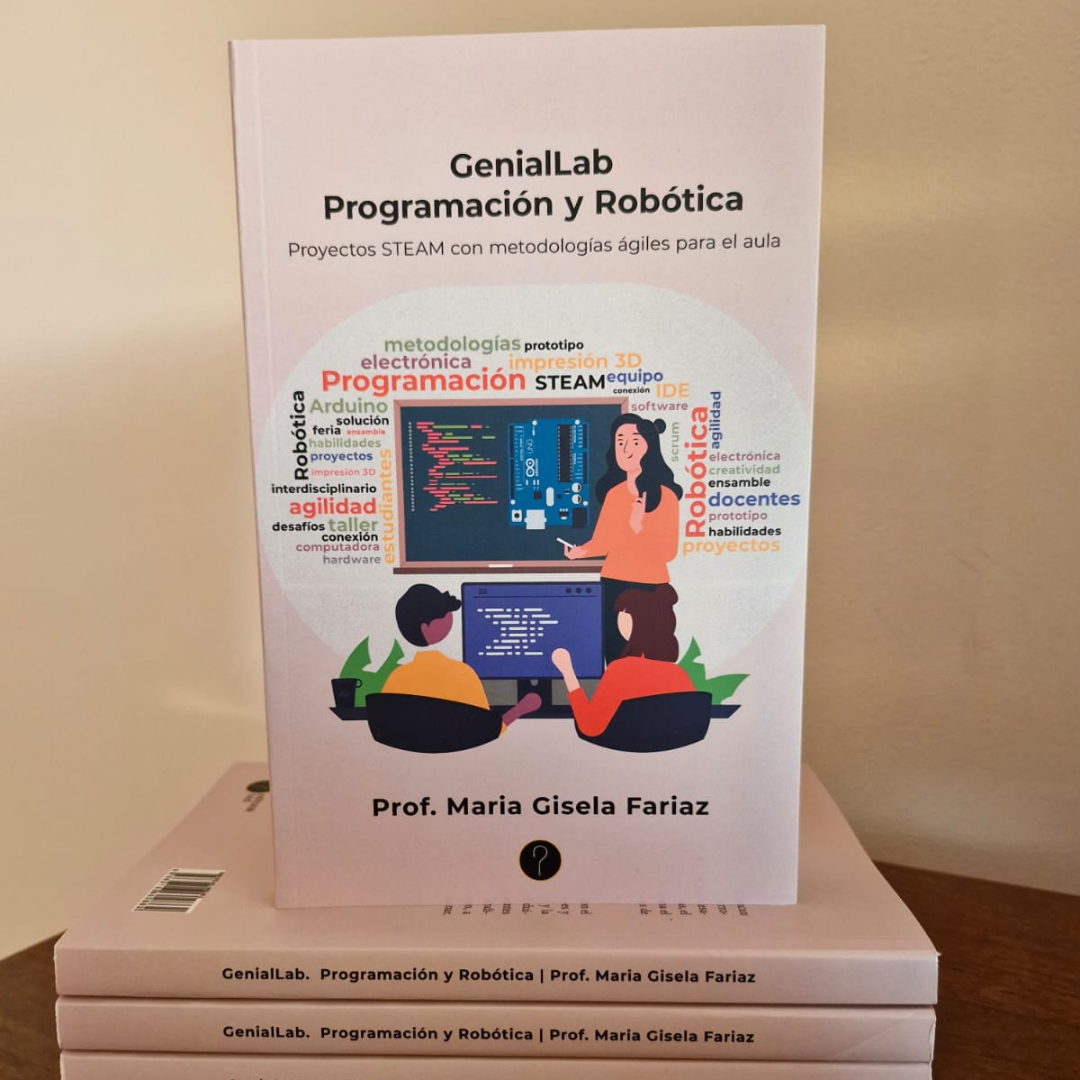 GenialLab
Programación y Robótica
Proyectos STEAM con metodologías ágiles para el aula
metodologías prototipo
electrónica impresión 3D
Programación STEAM equipo
conexión IDE
Robótica
Arduino
solución
feria ensamble
habilidades
proyectos
impresión 3D
interdisciplinario
agilidad
desafíos taller
conexión
computadora
hardware
estudiantes
UNO
software
scrum
Robótica
agilidad
electrónica
creatividad
ensamble
docentes
prototipo
habilidades
proyectos
Prof. Maria Gisela Fariaz
?
GenialLab. Programación y Robótica | Prof. Maria Gisela Fariaz
GenialLab. Programación y Robótica | Prof. Maria Gisela Fariaz